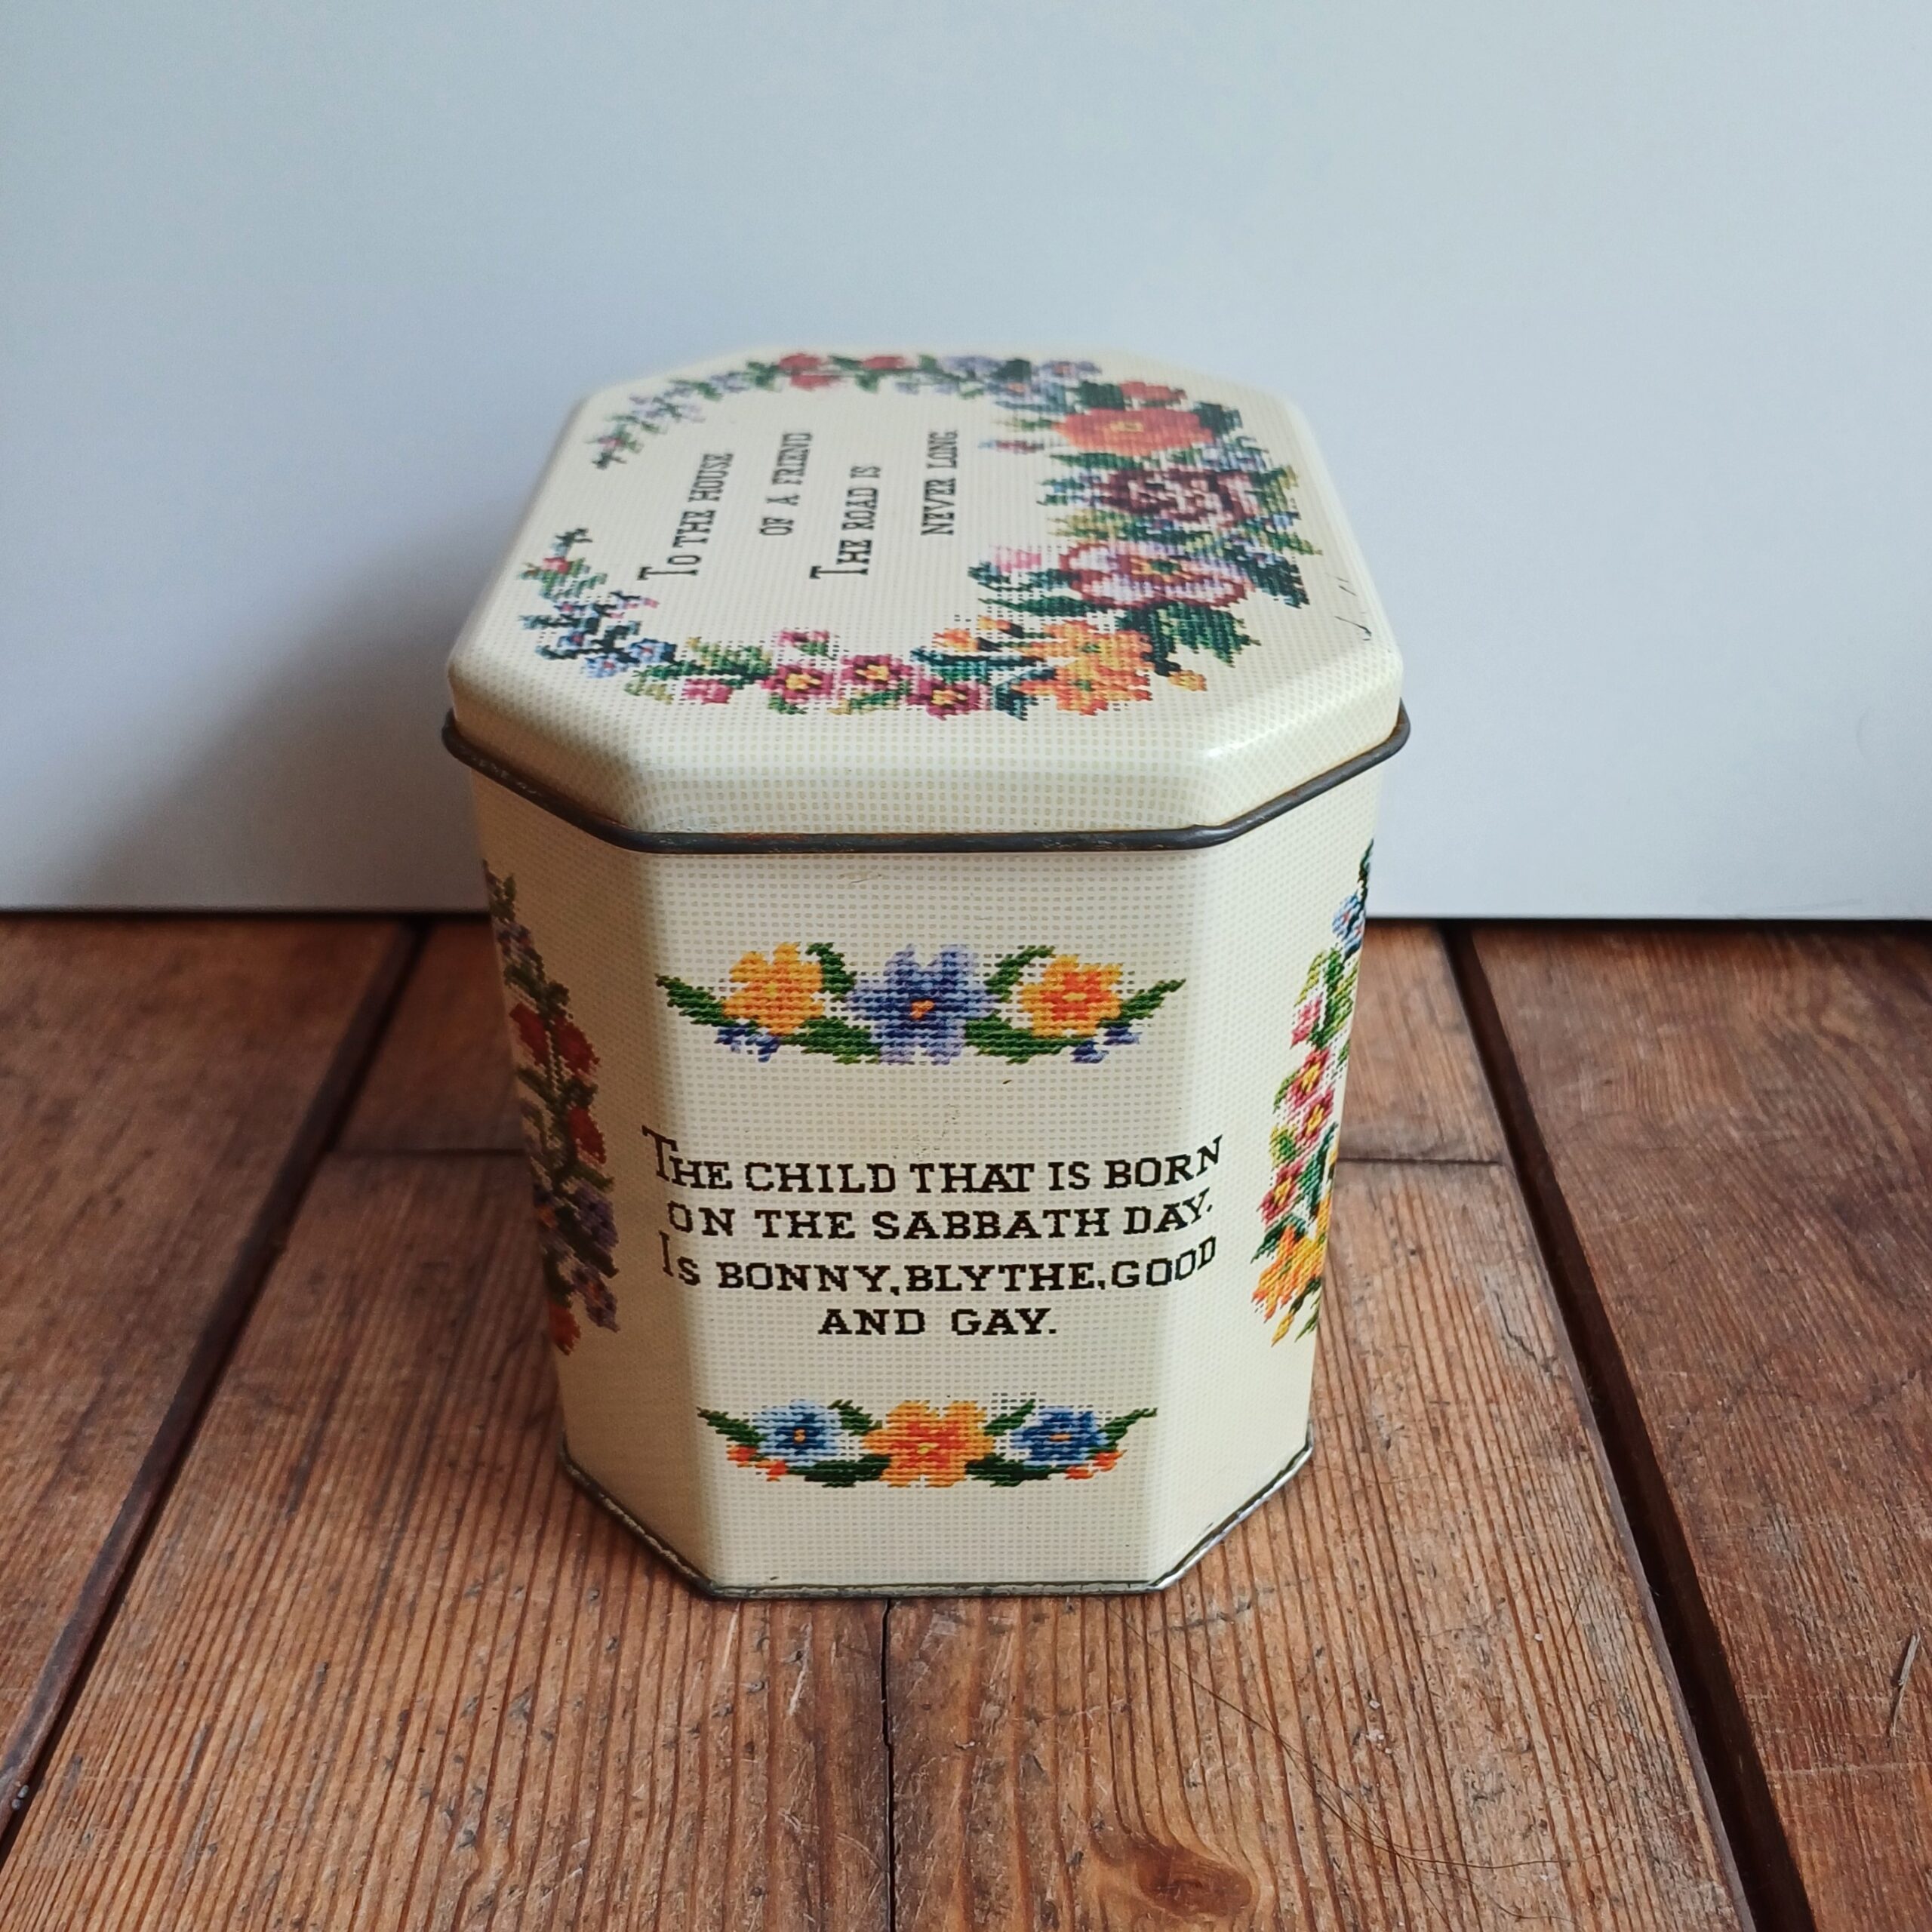 To the house
of a friend
The road is
never long
The child that is born
on the Sabbath day.
Is bonny, blythe, good
and gay.